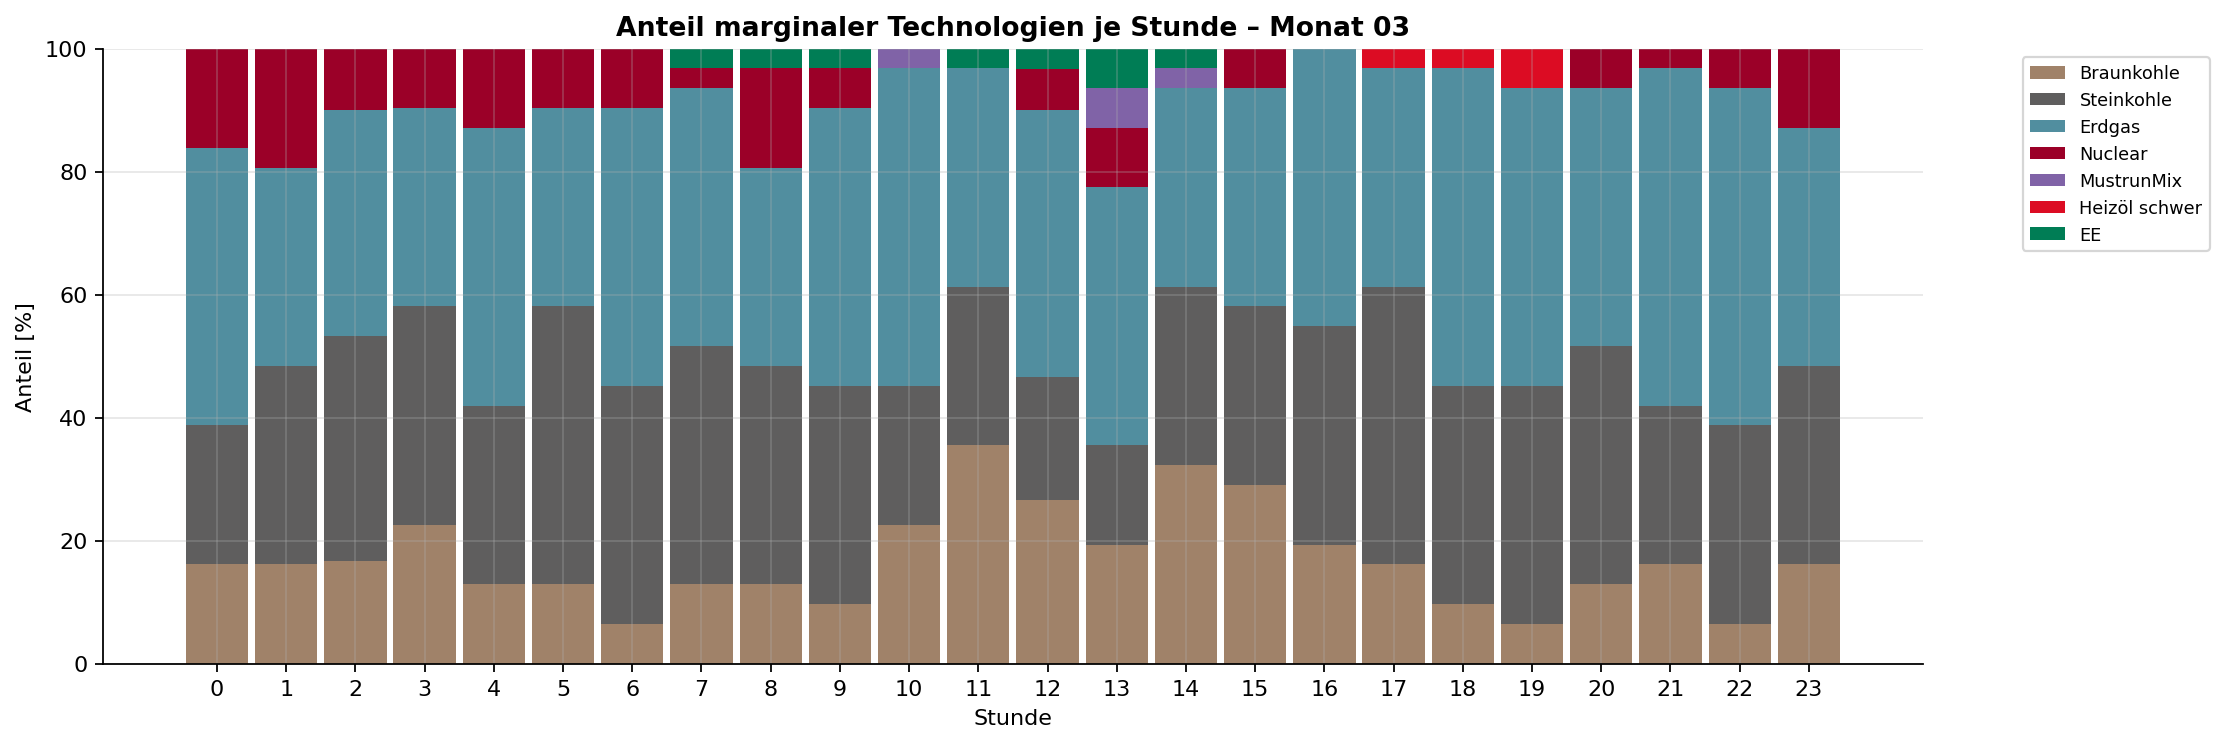 Anteil marginaler Technologien je Stunde – Monat 03
Anteil [%]
100
80
60
40
20
0
0 1 2 3 4 5 6 7 8 9 10 11 12 13 14 15 16 17 18 19 20 21 22 23
Stunde
Braunkohle
Steinkohle
Erdgas
Nuclear
MustrunMix
Heizöl schwer
EE